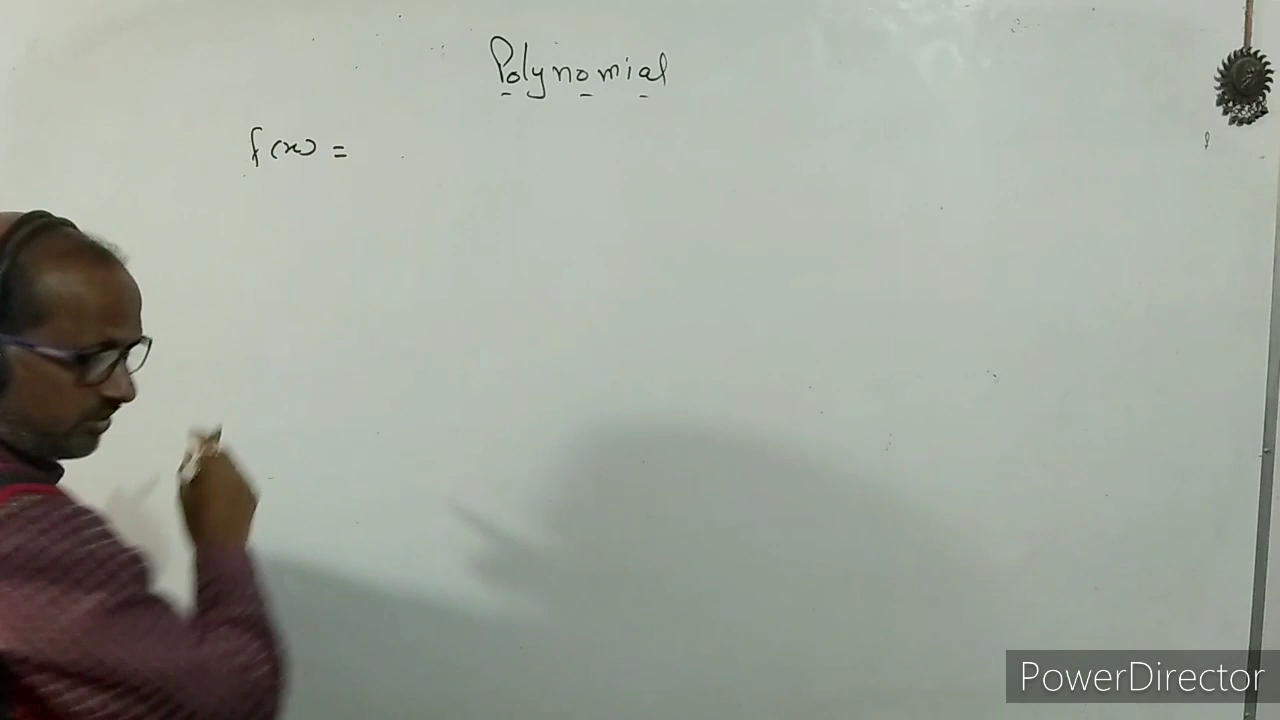 Polynomial
f(x) =
PowerDirector